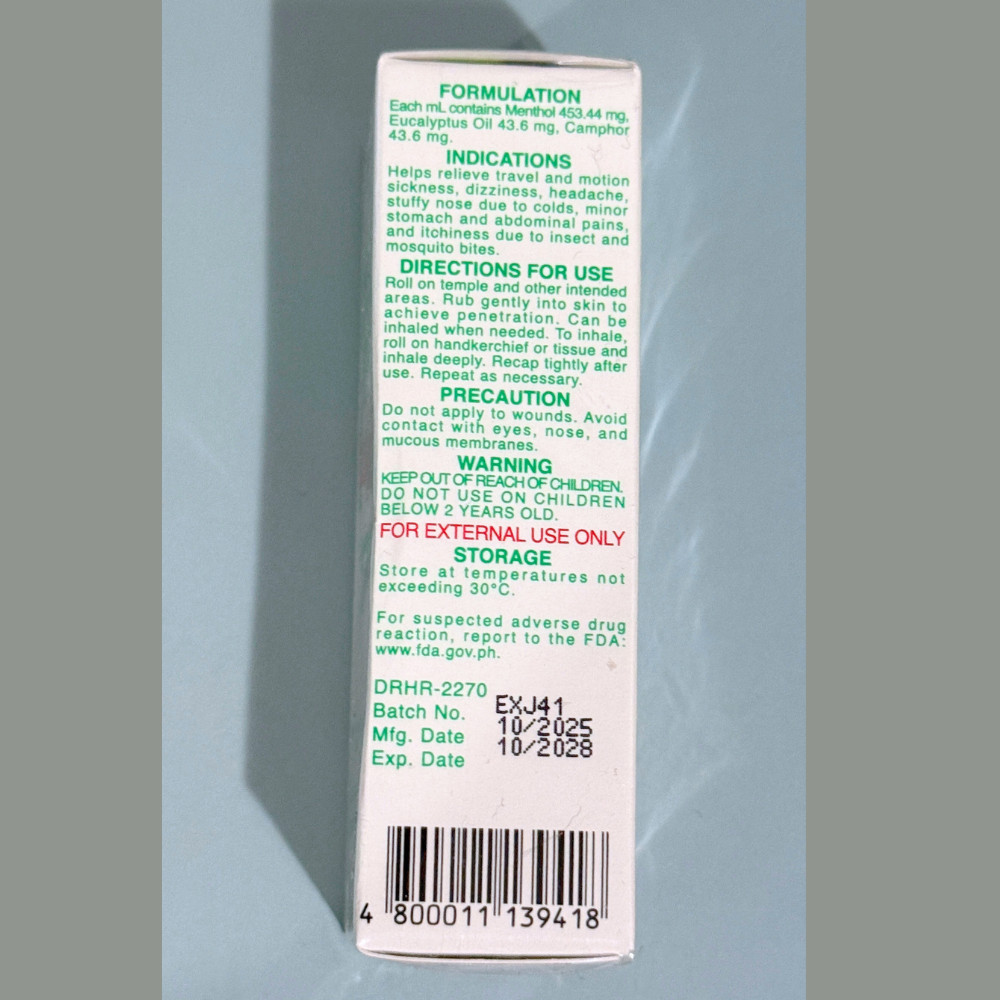 FORMULATION
Each mL contains Menthol 453.44 mg,
Eucalyptus Oil 43.6 mg, Camphor
43.6 mg.
INDICATIONS
Helps relieve travel and motion
sickness, dizziness, headache,
stuffy nose due to colds, minor
stomach and abdominal pains,
and itchiness due to insect and
mosquito bites.
DIRECTIONS FOR USE
Roll on temple and other intended
areas. Rub gently into skin to
achieve penetration. Can be
inhaled when needed. To inhale,
roll on handkerchief or tissue and
inhale deeply. Recap tightly after
use. Repeat as necessary.
PRECAUTION
Do not apply to wounds. Avoid
contact with eyes, nose, and
mucous membranes.
WARNING
KEEP OUT OF REACH OF CHILDREN.
DO NOT USE ON CHILDREN
BELOW 2 YEARS OLD.
FOR EXTERNAL USE ONLY
STORAGE
Store at temperatures not
exceeding 30°C.
For suspected adverse drug
reaction, report to the FDA:
www.fda.gov.ph.
DRHR-2270
Batch No. EXJ41
Mfg. Date 10/2025
Exp. Date 10/2028
4 800011 139418